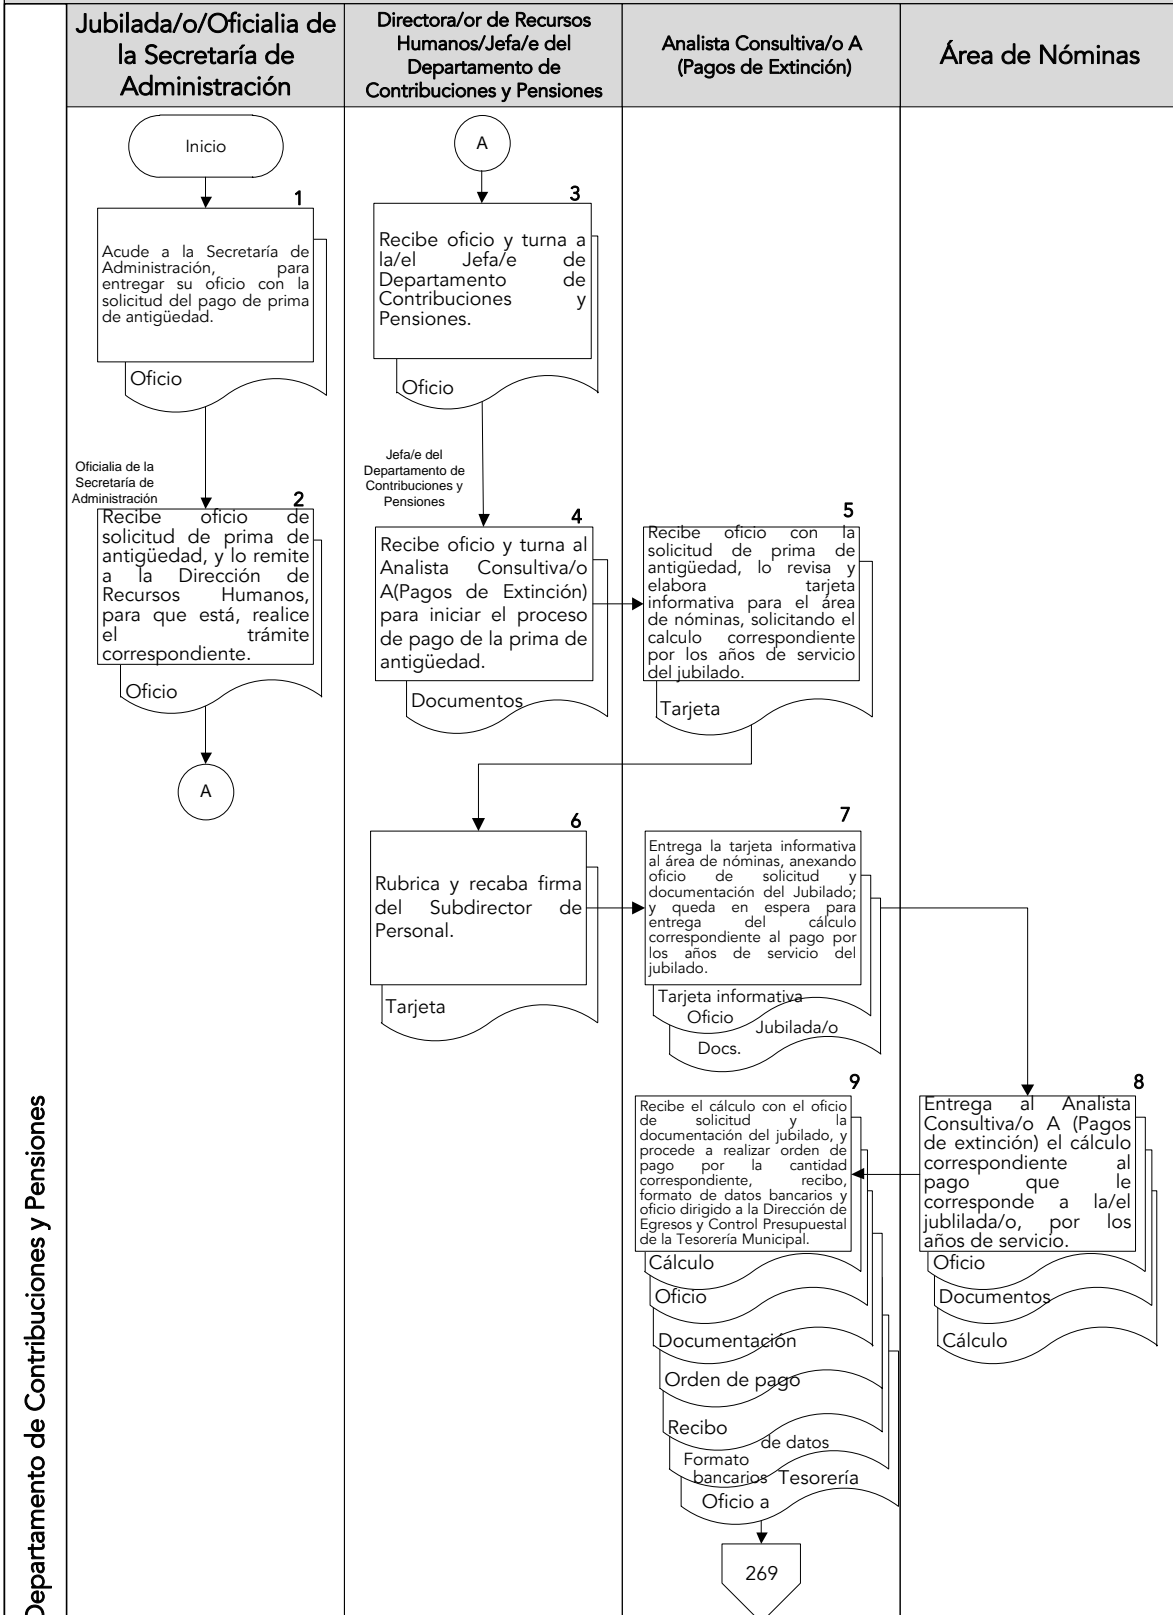 Jubilada/o/Oficialia de
la Secretaría de
Administración
Directora/or de Recursos
Humanos/Jefa/e del
Departamento de
Contribuciones y Pensiones
Analista Consultiva/o A
(Pagos de Extinción)
Área de Nóminas
Departamento de Contribuciones y Pensiones
Inicio
1
Acude a la Secretaría de
Administración, para
entregar su oficio con la
solicitud del pago de prima
de antigüedad.
Oficio
Oficialia de la
Secretaría de
Administración
2
Recibe oficio de
solicitud de prima de
antigüedad, y lo remite
a la Dirección de
Recursos Humanos,
para que está, realice
el trámite
correspondiente.
Oficio
A
A
3
Recibe oficio y turna a
la/el Jefa/e de
Departamento de
Contribuciones y
Pensiones.
Oficio
Jefa/e del
Departamento de
Contribuciones y
Pensiones
4
Recibe oficio y turna al
Analista Consultiva/o
A(Pagos de Extinción)
para iniciar el proceso
de pago de la prima de
antigüedad.
Documentos
5
Recibe oficio con la
solicitud de prima de
antigüedad, lo revisa y
elabora tarjeta
informativa para el área
de nóminas, solicitando el
calculo correspondiente
por los años de servicio
del jubilado.
Tarjeta
6
Rubrica y recaba firma
del Subdirector de
Personal.
Tarjeta
7
Entrega la tarjeta informativa
al área de nóminas, anexando
oficio de solicitud y
documentación del Jubilado;
y queda en espera para
entrega del cálculo
correspondiente al pago por
los años de servicio del
jubilado.
Tarjeta informativa
Oficio
Jubilada/o
Docs.
8
Entrega al Analista
Consultiva/o A (Pagos
de extinción) el cálculo
correspondiente al
pago que le
corresponde a la/el
jublilada/o, por los
años de servicio.
Oficio
Documentos
Cálculo
9
Recibe el cálculo con el oficio
de solicitud y la
documentación del jubilado, y
procede a realizar orden de
pago por la cantidad
correspondiente, recibo,
formato de datos bancarios y
oficio dirigido a la Dirección de
Egresos y Control Presupuestal
de la Tesorería Municipal.
Cálculo
Oficio
Documentación
Orden de pago
Recibo
de datos
Formato
bancarios Tesorería
Oficio a
269